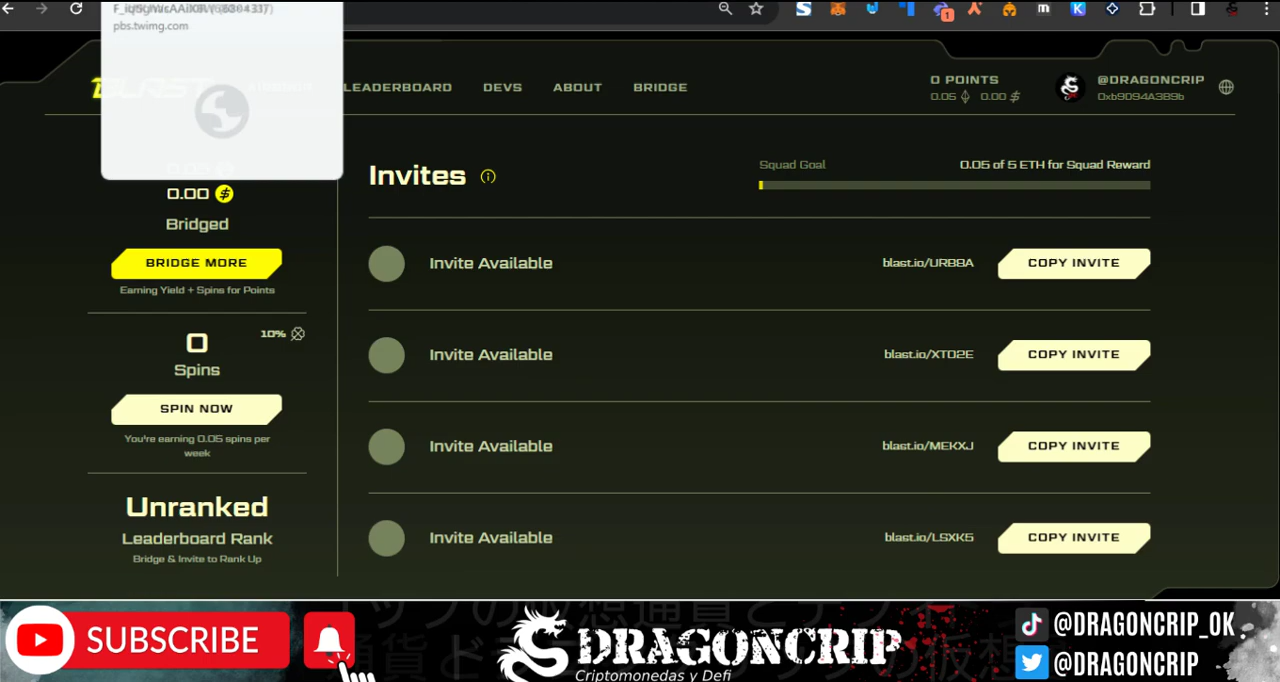 pbs.twimg.com
LEADERBOARD
DEVS
ABOUT
BRIDGE
0 POINTS
0.05 0.00 $
@DRAGONCRIP
0xb9094A389b
1
0.00 $
Bridged
BRIDGE MORE
Earning Yield + Spins for Points
10%
0
Spins
SPIN NOW
You're earning 0.05 spins per
week
Unranked
Leaderboard Rank
Bridge & Invite to Rank Up
Invites
Squad Goal
0.05 of 5 ETH for Squad Reward
Invite Available
blast.io/URB8A
COPY INVITE
Invite Available
blast.io/XTO2E
COPY INVITE
Invite Available
blast.io/MEKXJ
COPY INVITE
Invite Available
blast.io/LSXK5
COPY INVITE
SUBSCRIBE
DRAGONCRIP
Criptomonedas y Defi
@DRAGONCRIP_OK
@DRAGONCRIP